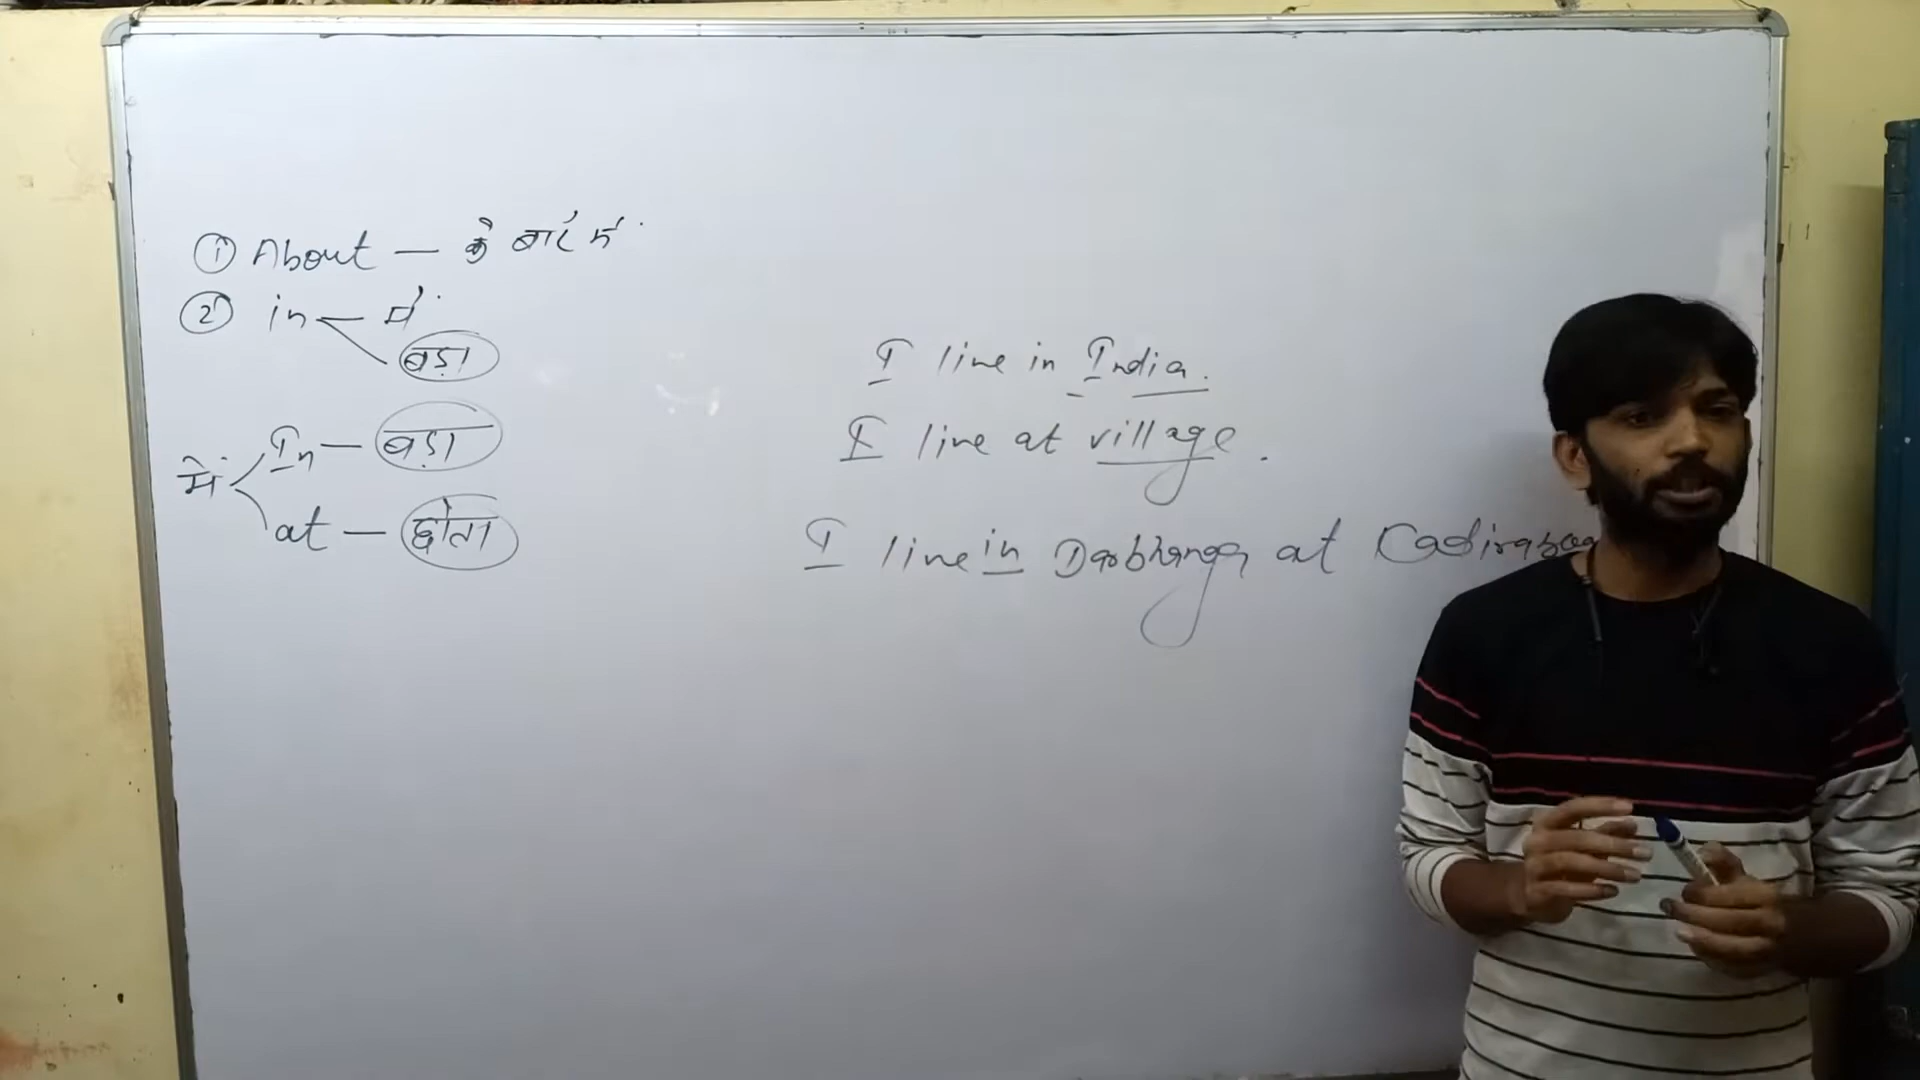 ① About — के बारे में
② in — में
बड़ा
में
In — बड़ा
at — छोटा
I live in India.
I live at village.
I live in Darbhanga at